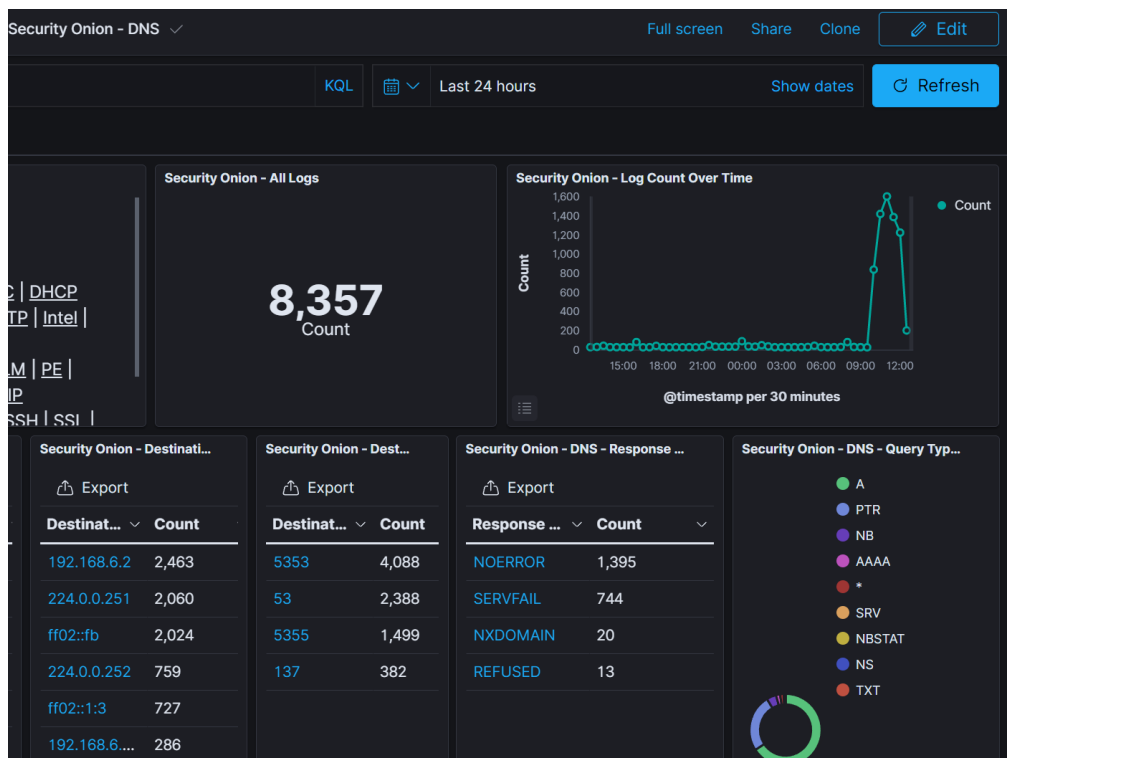 Security Onion - DNS
Full screen Share Clone Edit
KQL Last 24 hours Show dates Refresh
Security Onion - All Logs
8,357
Count
Security Onion - Log Count Over Time
1,600
1,400
1,200
1,000
800
600
400
200
0
Count
15:00 18:00 21:00 00:00 03:00 06:00 09:00 12:00
@timestamp per 30 minutes
Count
| DHCP
TP | Intel |
LM | PE |
IP
SSH | SSL |
Security Onion - Destinati...
Export
Destinat... Count
192.168.6.2 2,463
224.0.0.251 2,060
ff02::fb 2,024
224.0.0.252 759
ff02::1:3 727
192.168.6.... 286
Security Onion - Dest...
Export
Destinat... Count
5353 4,088
53 2,388
5355 1,499
137 382
Security Onion - DNS - Response ...
Export
Response ... Count
NOERROR 1,395
SERVFAIL 744
NXDOMAIN 20
REFUSED 13
Security Onion - DNS - Query Typ...
A
PTR
NB
AAAA
*
SRV
NBSTAT
NS
TXT